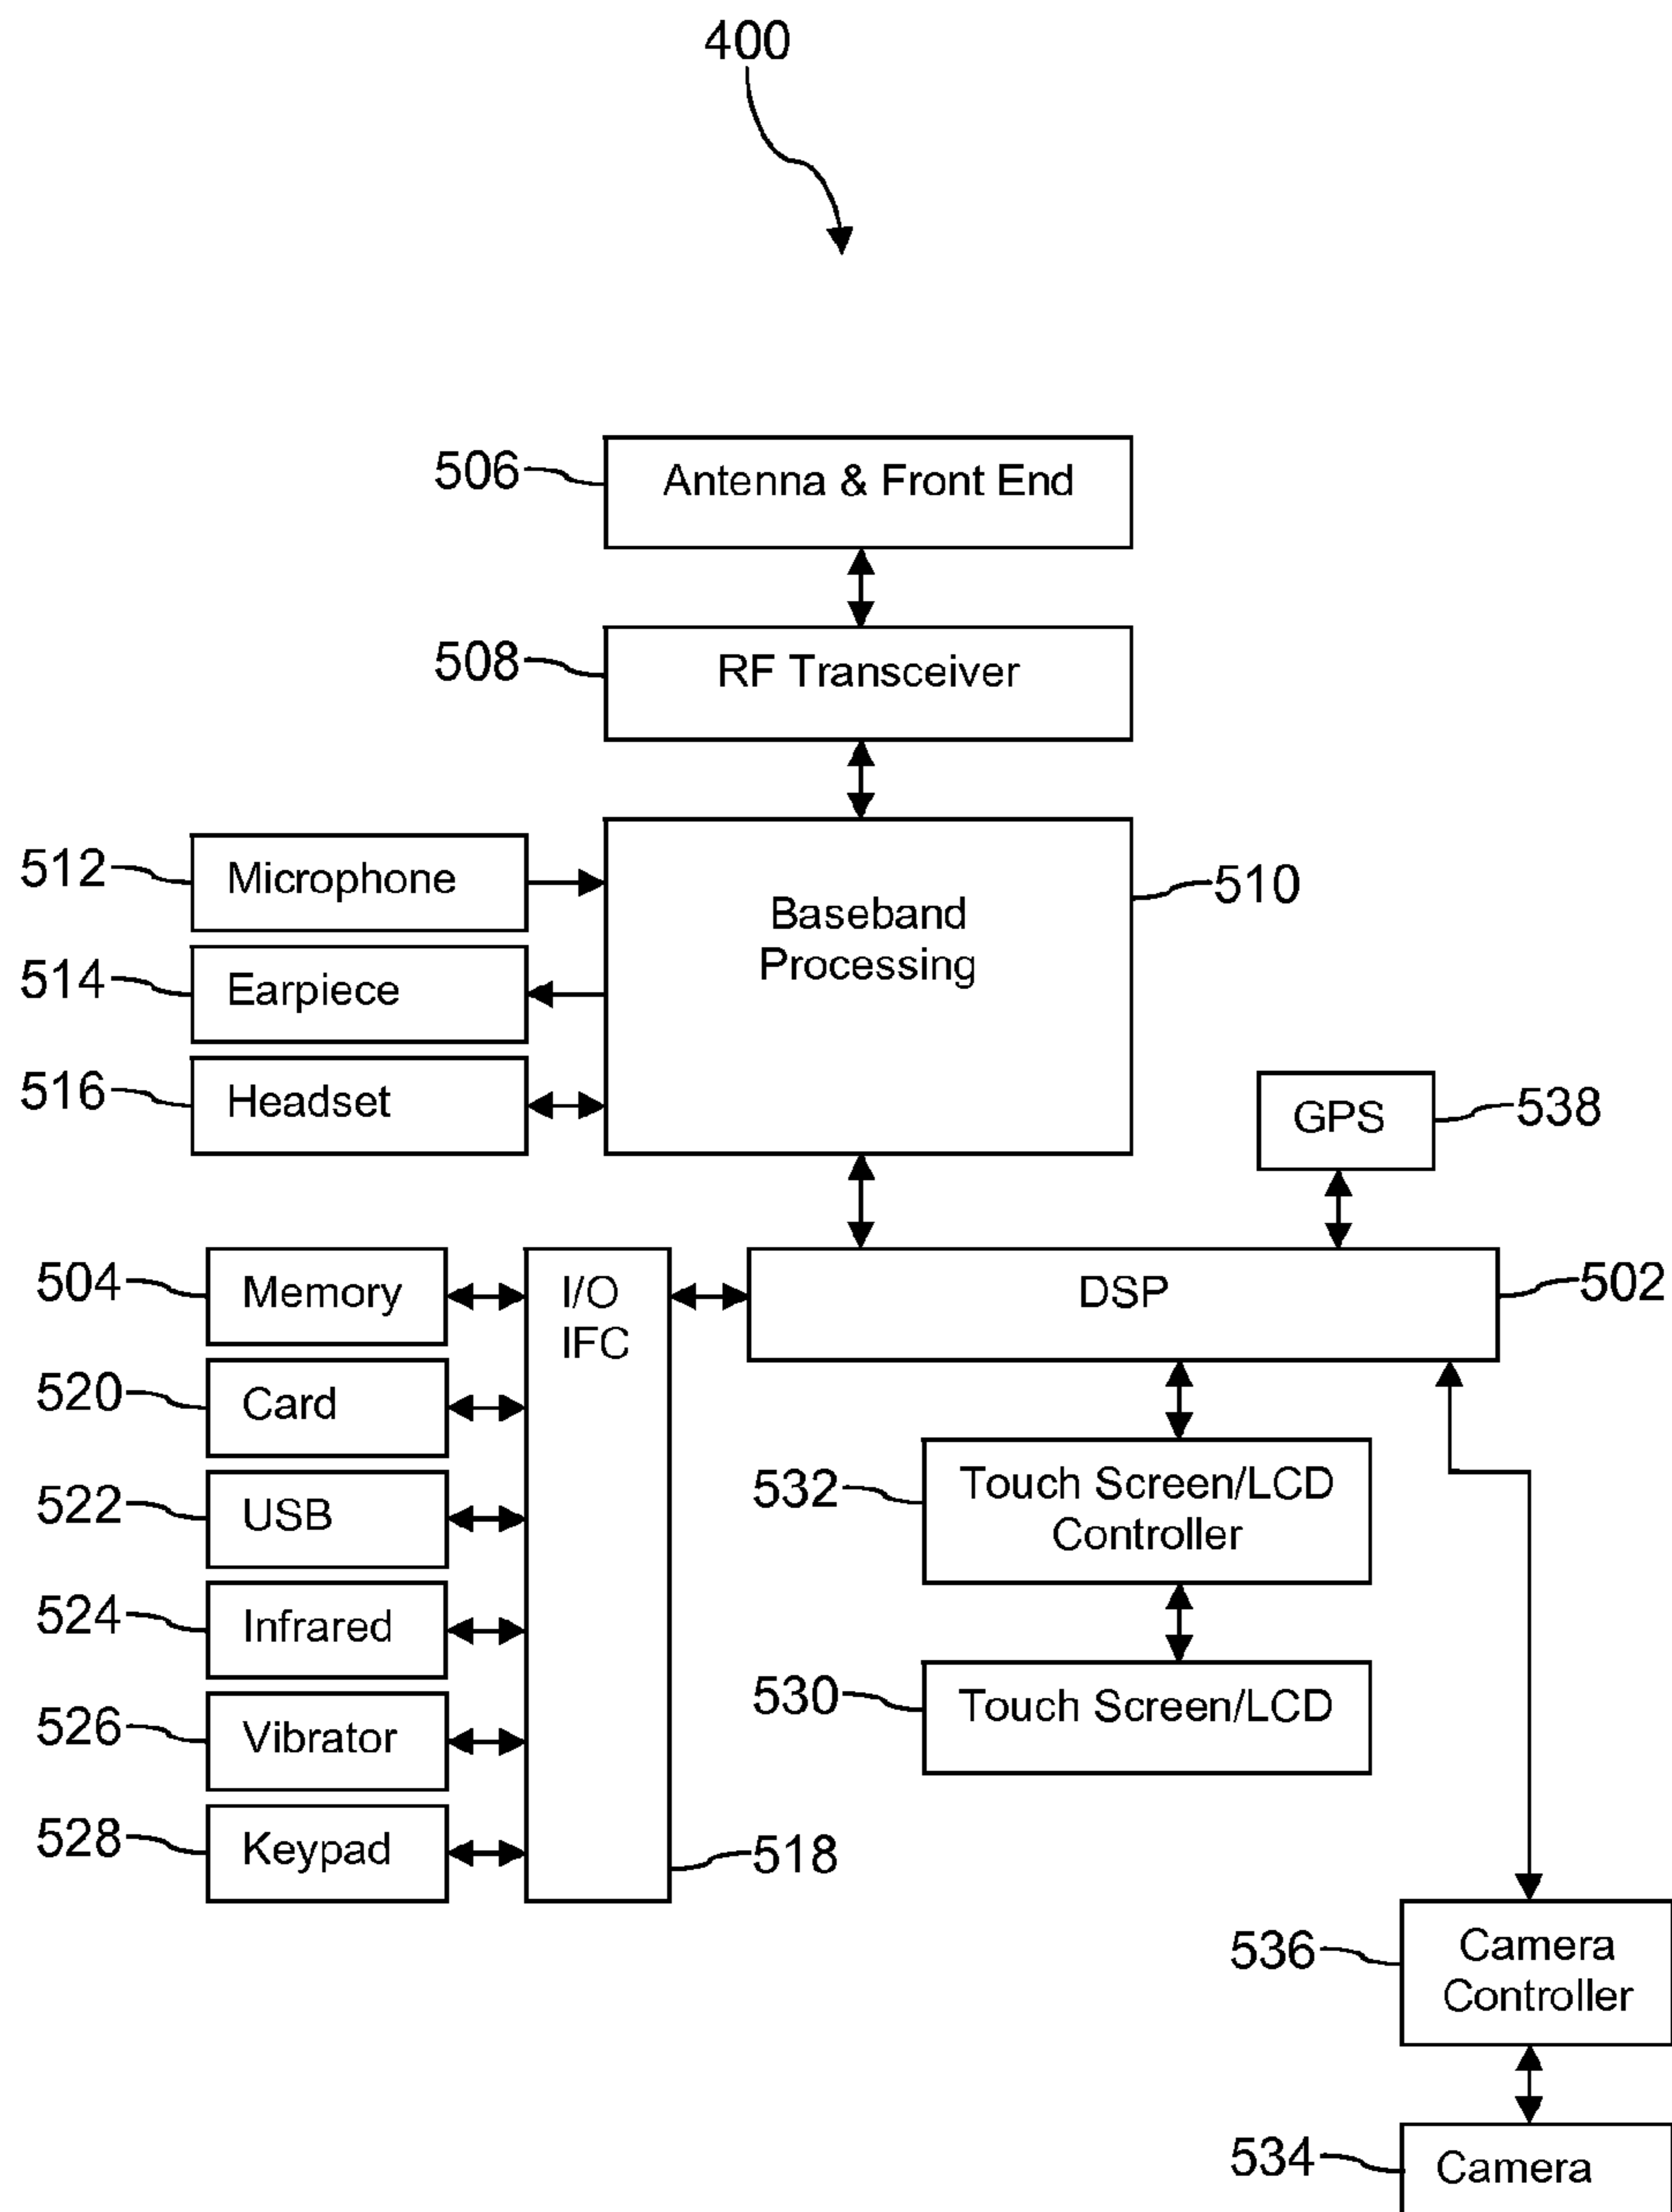 400
506
Antenna & Front End
508
RF Transceiver
512
Microphone
Baseband
Processing
510
514
Earpiece
516
Headset
GPS
538
504
Memory
I/O
IFC
DSP
502
520
Card
522
USB
532
Touch Screen/LCD
Controller
524
Infrared
530
Touch Screen/LCD
526
Vibrator
528
Keypad
518
536
Camera
Controller
534
Camera